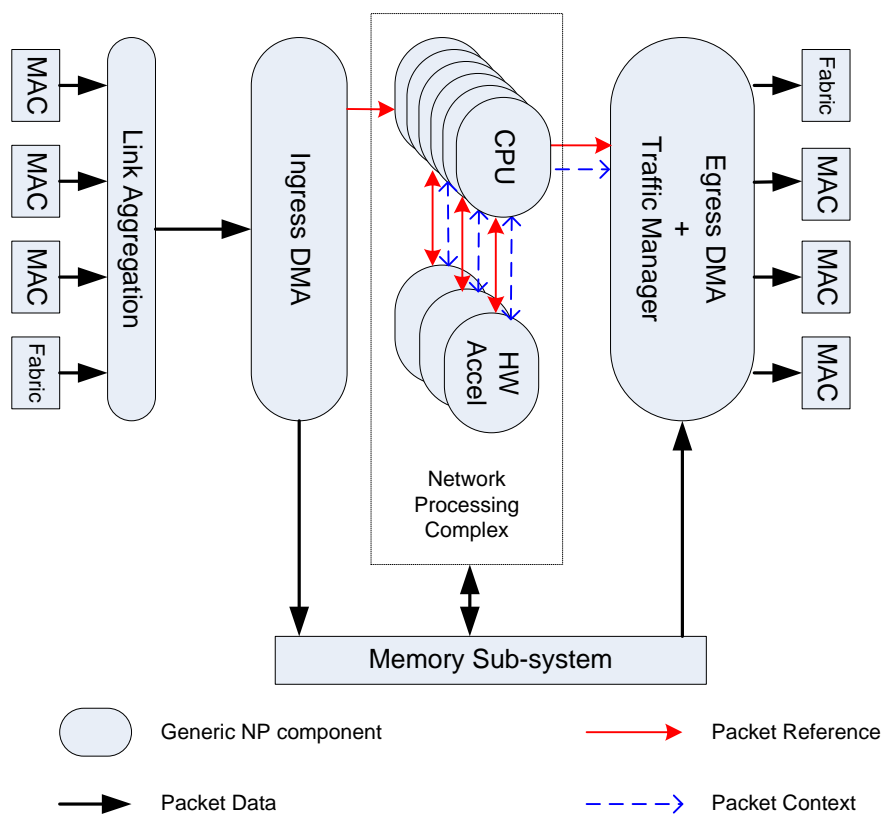 MAC
MAC
MAC
Fabric
Link Aggregation
Ingress DMA
CPU
HW
Accel
Network
Processing
Complex
Egress DMA
+
Traffic Manager
Fabric
MAC
MAC
MAC
Memory Sub-system
Generic NP component
Packet Reference
Packet Data
Packet Context